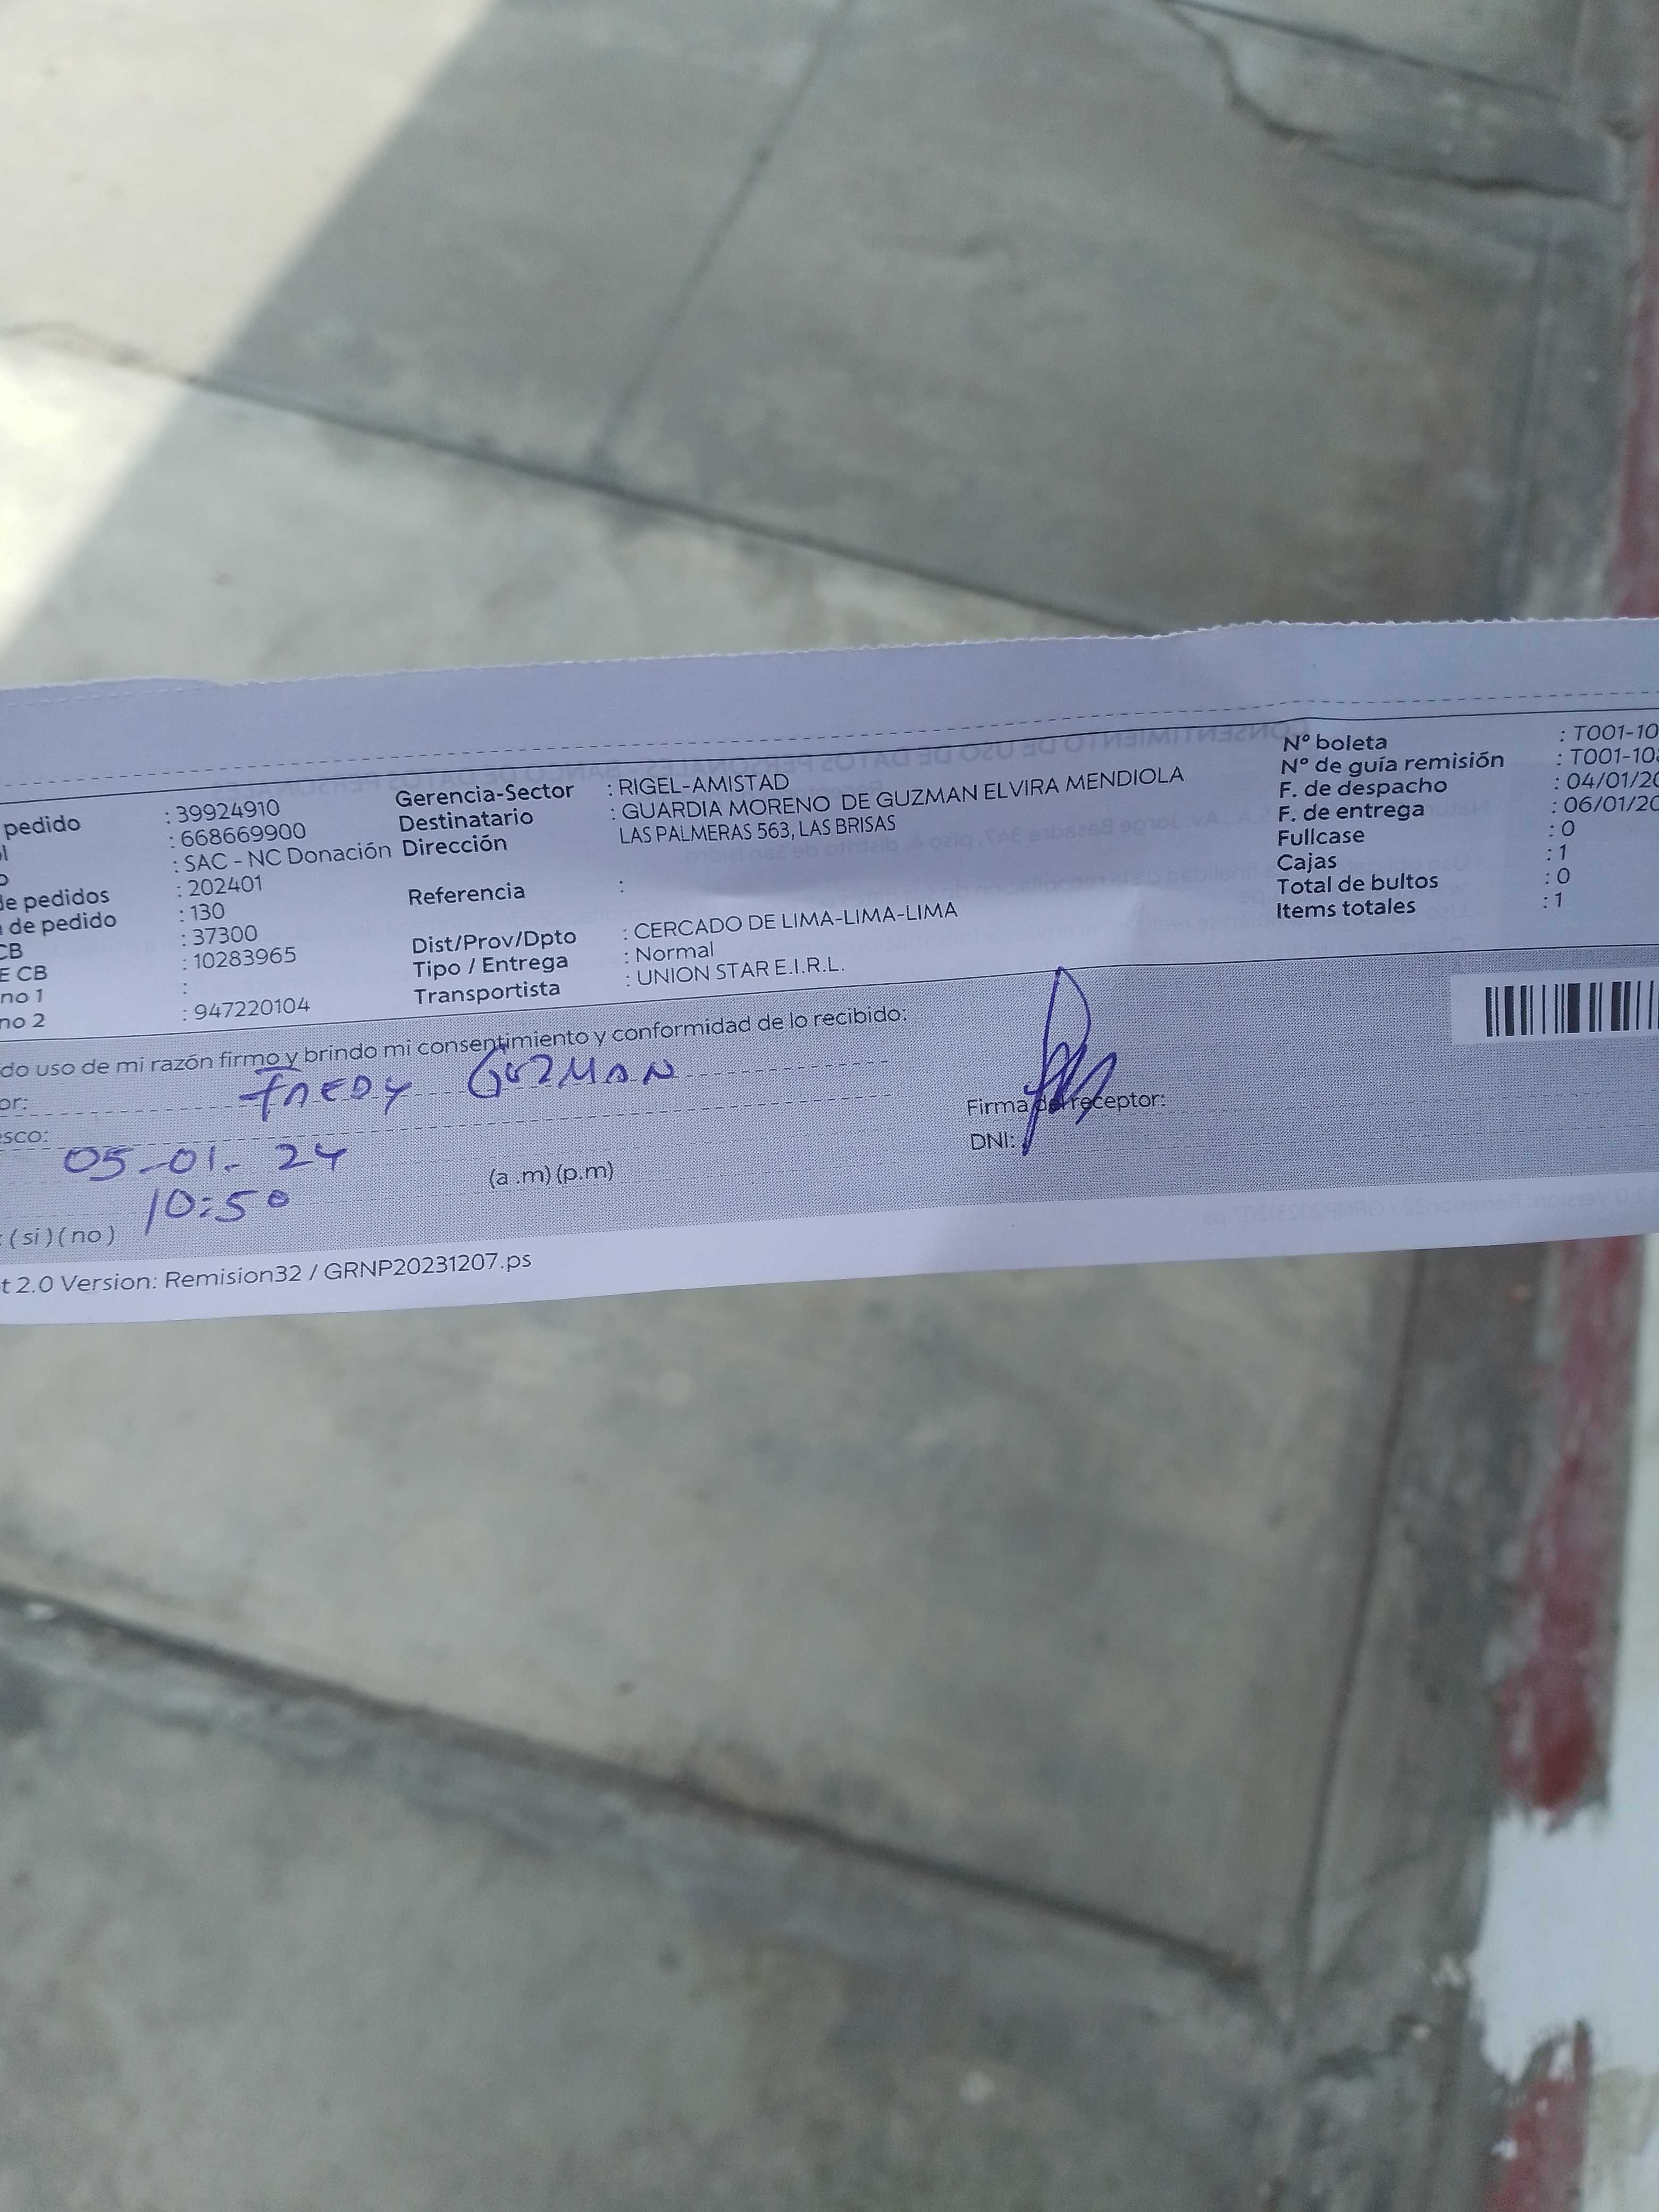 pedido : 39924910
: 668669900
: SAC - NC Donación
de pedidos : 202401
de pedido : 130
CB : 37300
E CB : 10283965
no 1 :
no 2 : 947220104
Gerencia-Sector : RIGEL-AMISTAD
Destinatario : GUARDIA MORENO DE GUZMAN ELVIRA MENDIOLA
Dirección LAS PALMERAS 563, LAS BRISAS
Referencia :
Dist/Prov/Dpto : CERCADO DE LIMA-LIMA-LIMA
Tipo / Entrega : Normal
Transportista : UNION STAR E.I.R.L.
Nº boleta : T001-10
Nº de guía remisión : T001-108
F. de despacho : 04/01/20
F. de entrega : 06/01/20
Fullcase : 0
Cajas : 1
Total de bultos : 0
Items totales : 1
do uso de mi razón firmo y brindo mi consentimiento y conformidad de lo recibido:
or: FREDY GUZMAN
esco:
05-01-24
10:50 (a .m) (p.m)
: ( si ) ( no )
Firma del receptor:
DNI:
t 2.0 Version: Remision32 / GRNP20231207.ps